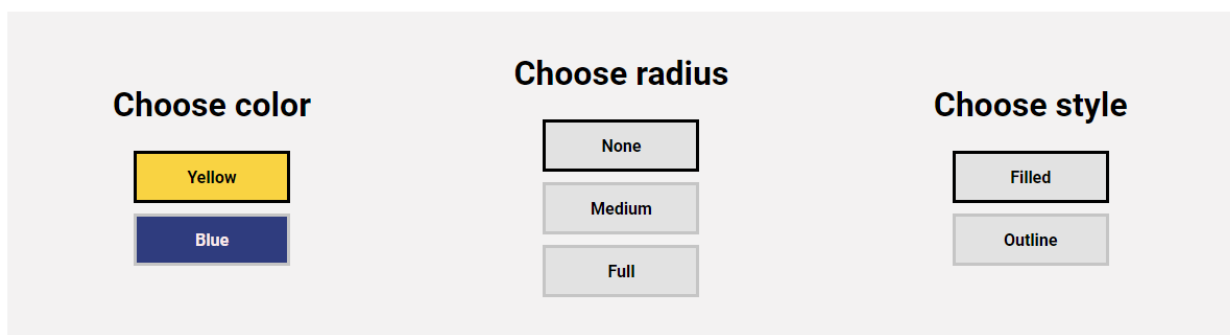 Choose color
Yellow
Blue
Choose radius
None
Medium
Full
Choose style
Filled
Outline